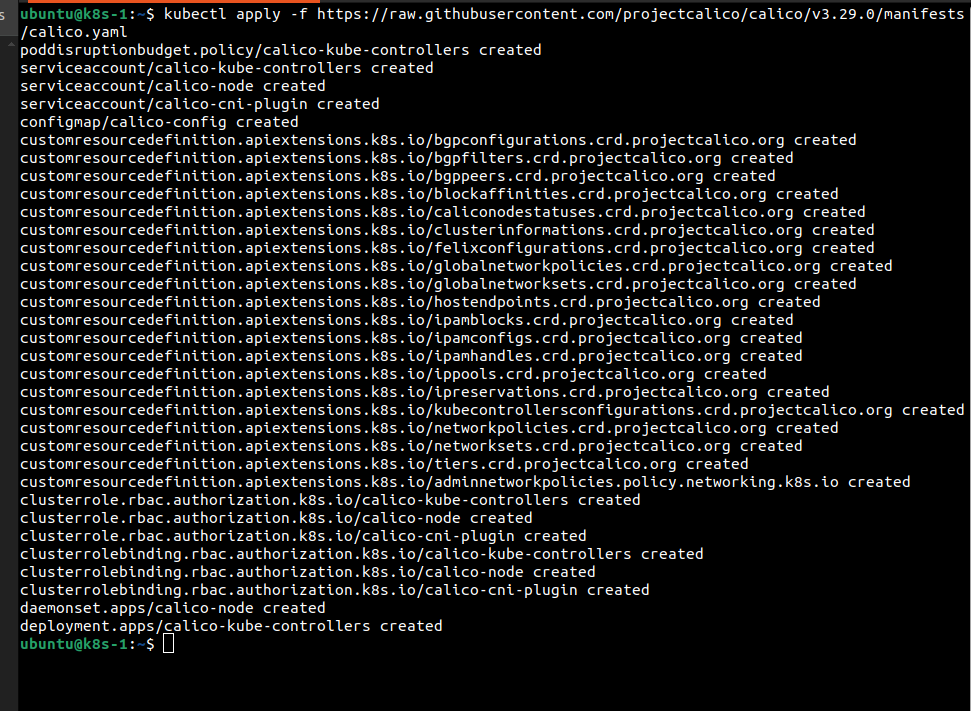 s
ubuntu@k8s-1:~$ kubectl apply -f https://raw.githubusercontent.com/projectcalico/calico/v3.29.0/manifests
/calico.yaml
poddisruptionbudget.policy/calico-kube-controllers created
serviceaccount/calico-kube-controllers created
serviceaccount/calico-node created
serviceaccount/calico-cni-plugin created
configmap/calico-config created
customresourcedefinition.apiextensions.k8s.io/bgpconfigurations.crd.projectcalico.org created
customresourcedefinition.apiextensions.k8s.io/bgpfilters.crd.projectcalico.org created
customresourcedefinition.apiextensions.k8s.io/bgppeers.crd.projectcalico.org created
customresourcedefinition.apiextensions.k8s.io/blockaffinities.crd.projectcalico.org created
customresourcedefinition.apiextensions.k8s.io/caliconodestatuses.crd.projectcalico.org created
customresourcedefinition.apiextensions.k8s.io/clusterinformations.crd.projectcalico.org created
customresourcedefinition.apiextensions.k8s.io/felixconfigurations.crd.projectcalico.org created
customresourcedefinition.apiextensions.k8s.io/globalnetworkpolicies.crd.projectcalico.org created
customresourcedefinition.apiextensions.k8s.io/globalnetworksets.crd.projectcalico.org created
customresourcedefinition.apiextensions.k8s.io/hostendpoints.crd.projectcalico.org created
customresourcedefinition.apiextensions.k8s.io/ipamblocks.crd.projectcalico.org created
customresourcedefinition.apiextensions.k8s.io/ipamconfigs.crd.projectcalico.org created
customresourcedefinition.apiextensions.k8s.io/ipamhandles.crd.projectcalico.org created
customresourcedefinition.apiextensions.k8s.io/ippools.crd.projectcalico.org created
customresourcedefinition.apiextensions.k8s.io/ipreservations.crd.projectcalico.org created
customresourcedefinition.apiextensions.k8s.io/kubecontrollersconfigurations.crd.projectcalico.org created
customresourcedefinition.apiextensions.k8s.io/networkpolicies.crd.projectcalico.org created
customresourcedefinition.apiextensions.k8s.io/networksets.crd.projectcalico.org created
customresourcedefinition.apiextensions.k8s.io/tiers.crd.projectcalico.org created
customresourcedefinition.apiextensions.k8s.io/adminnetworkpolicies.policy.networking.k8s.io created
clusterrole.rbac.authorization.k8s.io/calico-kube-controllers created
clusterrole.rbac.authorization.k8s.io/calico-node created
clusterrole.rbac.authorization.k8s.io/calico-cni-plugin created
clusterrolebinding.rbac.authorization.k8s.io/calico-kube-controllers created
clusterrolebinding.rbac.authorization.k8s.io/calico-node created
clusterrolebinding.rbac.authorization.k8s.io/calico-cni-plugin created
daemonset.apps/calico-node created
deployment.apps/calico-kube-controllers created
ubuntu@k8s-1:~$